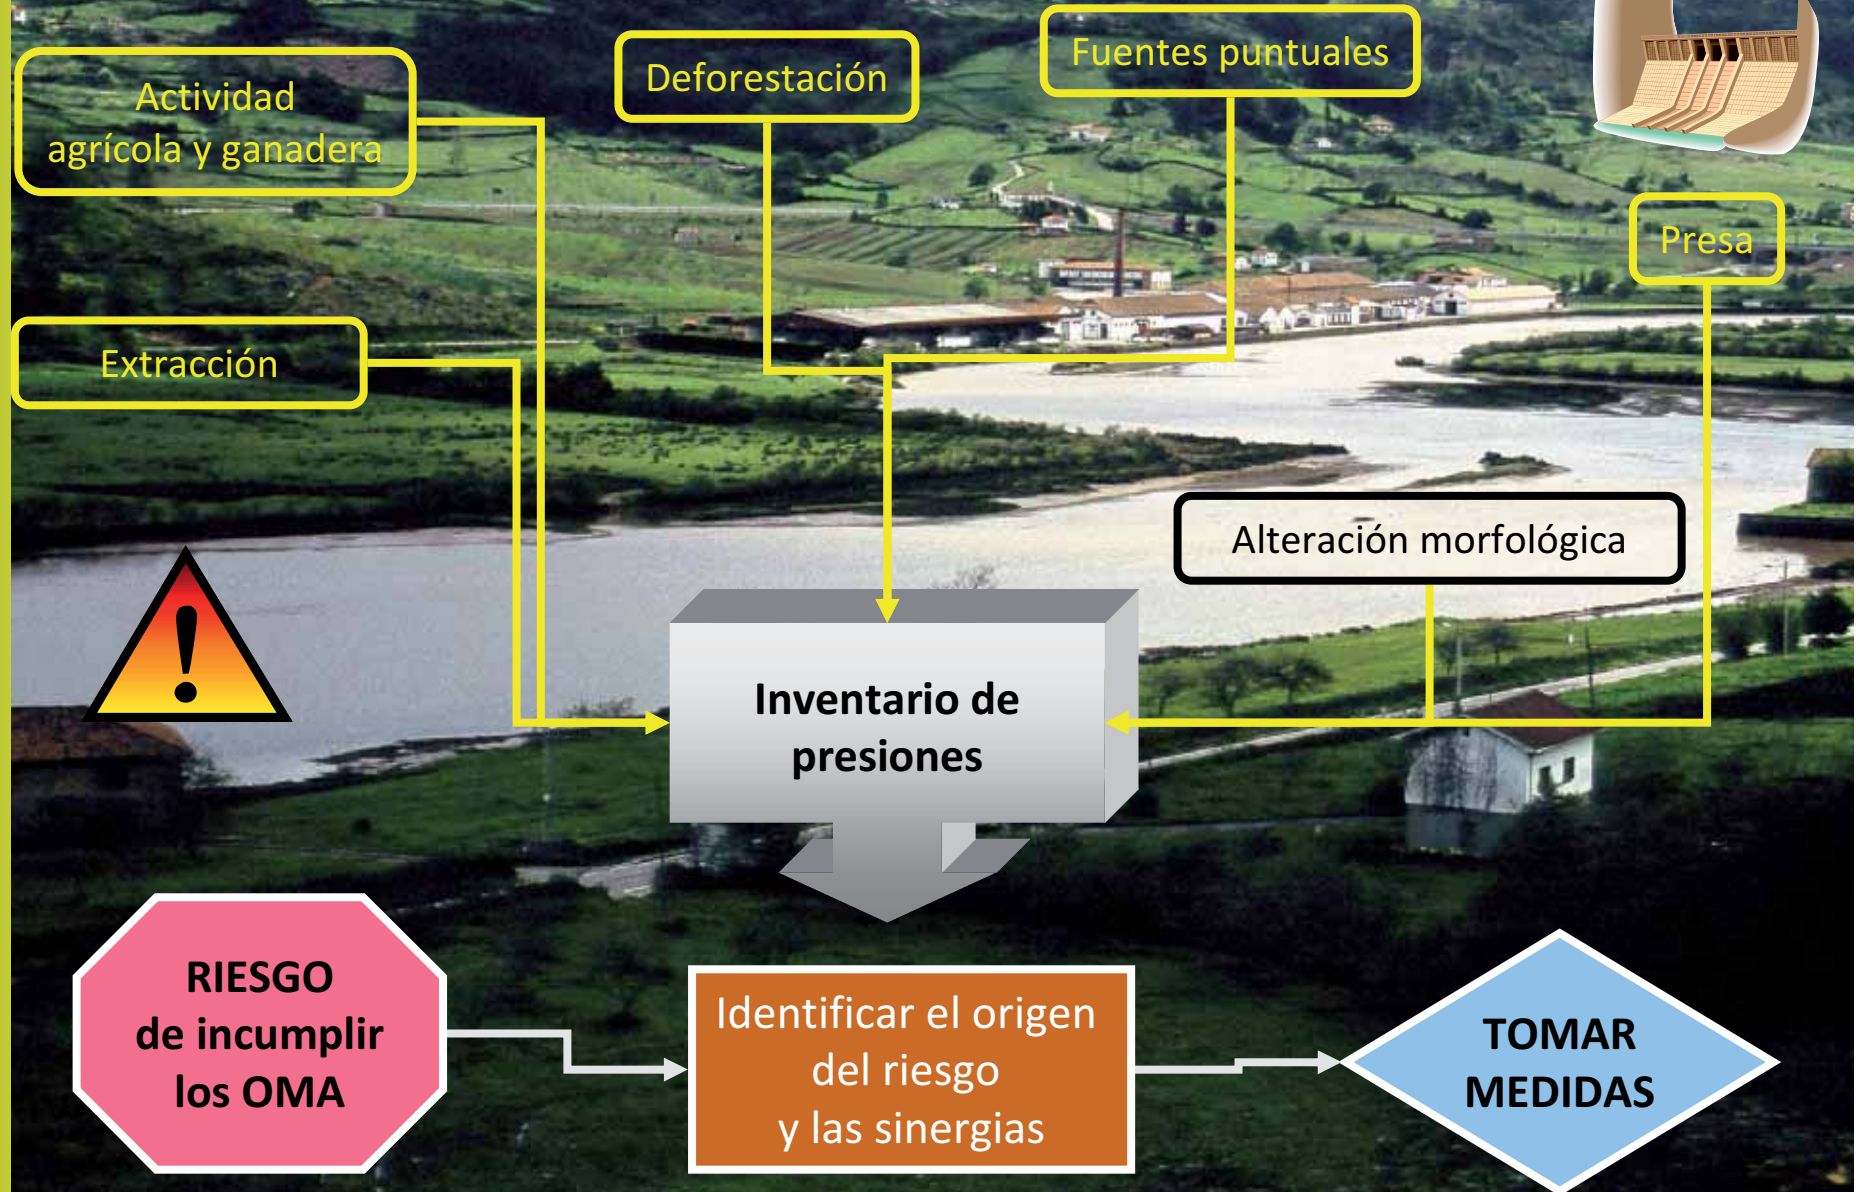 Actividad
agrícola y ganadera
Deforestación
Fuentes puntuales
Presa
Extracción
Alteración morfológica
!
Inventario de
presiones
RIESGO
de incumplir
los OMA
Identificar el origen
del riesgo
y las sinergias
TOMAR
MEDIDAS